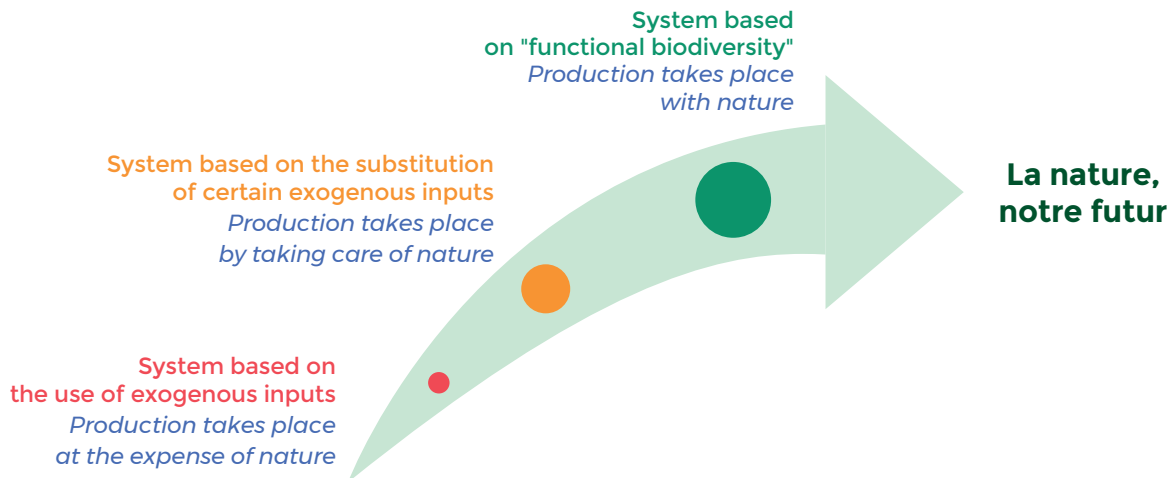 System based
on "functional biodiversity"
Production takes place
with nature
System based on the substitution
of certain exogenous inputs
Production takes place
by taking care of nature
La nature,
notre futur
System based on
the use of exogenous inputs
Production takes place
at the expense of nature